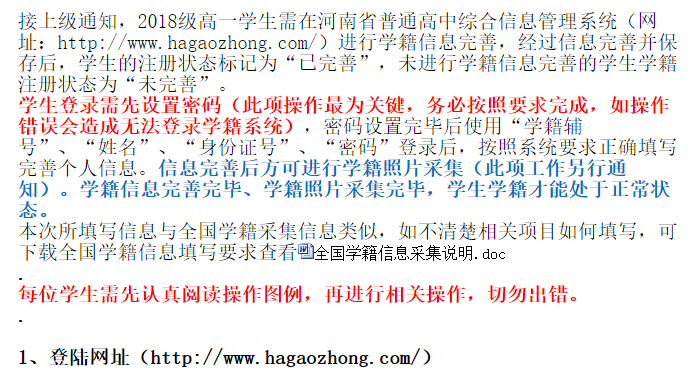 接上级通知，2018级高一学生需在河南省普通高中综合信息管理系统（网
址：http://www.hagaozhong.com/）进行学籍信息完善，经过信息完善并保
存后，学生的注册状态标记为“已完善”，未进行学籍信息完善的学生学籍
注册状态为“未完善”。
学生登录需先设置密码（此项操作最为关键，务必按照要求完成，如操作
错误会造成无法登录学籍系统），密码设置完毕后使用“学籍辅
号”、“姓名”、“身份证号”、“密码”登录后，按照系统要求正确填写
完善个人信息。信息完善后方可进行学籍照片采集（此项工作另行通
知）。学籍信息完善完毕、学籍照片采集完毕，学生学籍才能处于正常状
态。
本次所填写信息与全国学籍采集信息类似，如不清楚相关项目如何填写，可
下载全国学籍信息填写要求查看全国学籍信息采集说明.doc
.
每位学生需先认真阅读操作图例，再进行相关操作，切勿出错。
.
1、登陆网址（http://www.hagaozhong.com/）